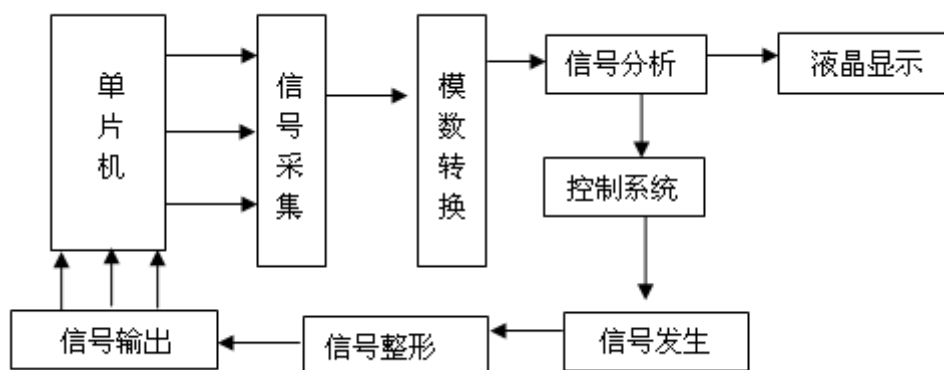 单片机
信号采集
模数转换
信号分析
液晶显示
控制系统
信号输出
信号整形
信号发生